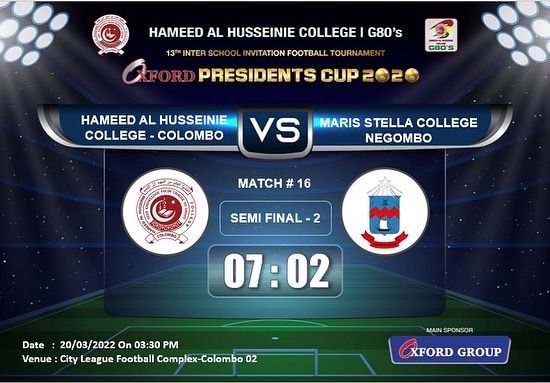 HAMEED AL HUSSEINIE COLLEGE | G80's
G80'S
13TH INTER SCHOOL INVITATION FOOTBALL TOURNAMENT
OXFORD PRESIDENTS CUP 2020
HAMEED AL HUSSEINIE
COLLEGE - COLOMBO
VS
MARIS STELLA COLLEGE
NEGOMBO
MATCH # 16
SEMI FINAL - 2
COLOMBO
07 : 02
MAIN SPONSOR
OXFORD GROUP
Date : 20/03/2022 On 03:30 PM
Venue : City League Football Complex-Colombo 02